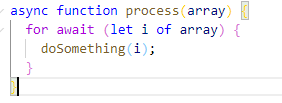 async function process(array) {
  for await (let i of array) {
    doSomething(i);
  }
}